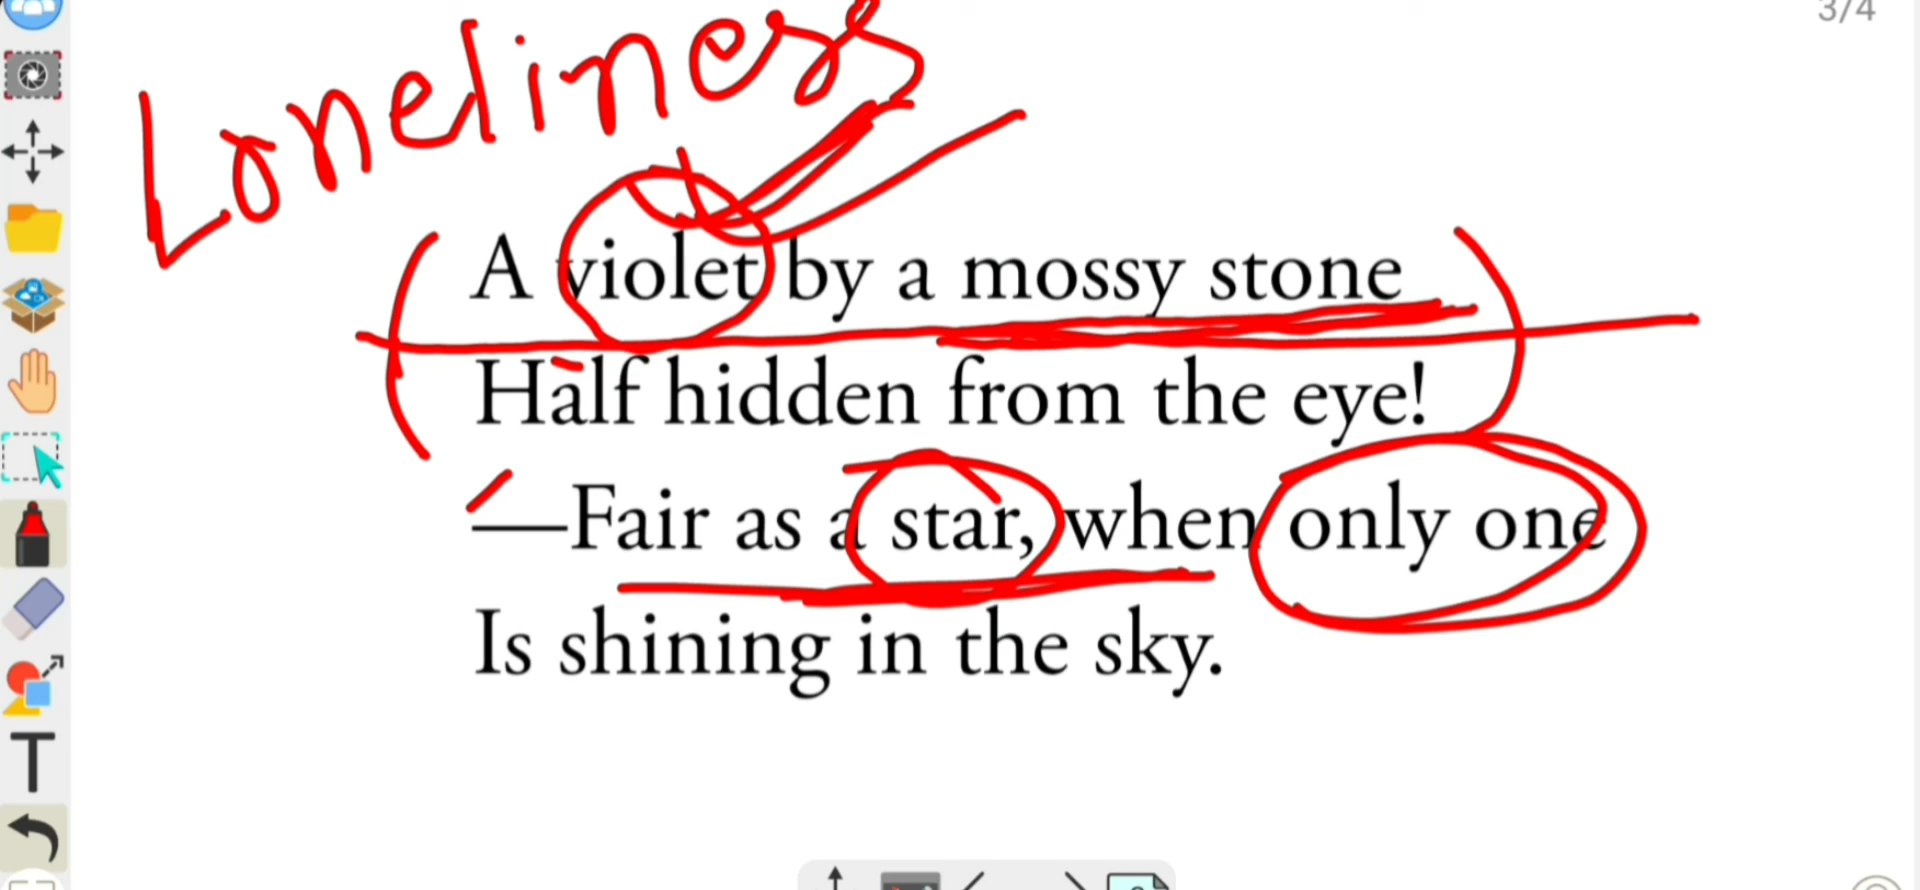 3/4
Loneliness
A violet by a mossy stone
Half hidden from the eye!
—Fair as a star, when only one
Is shining in the sky.